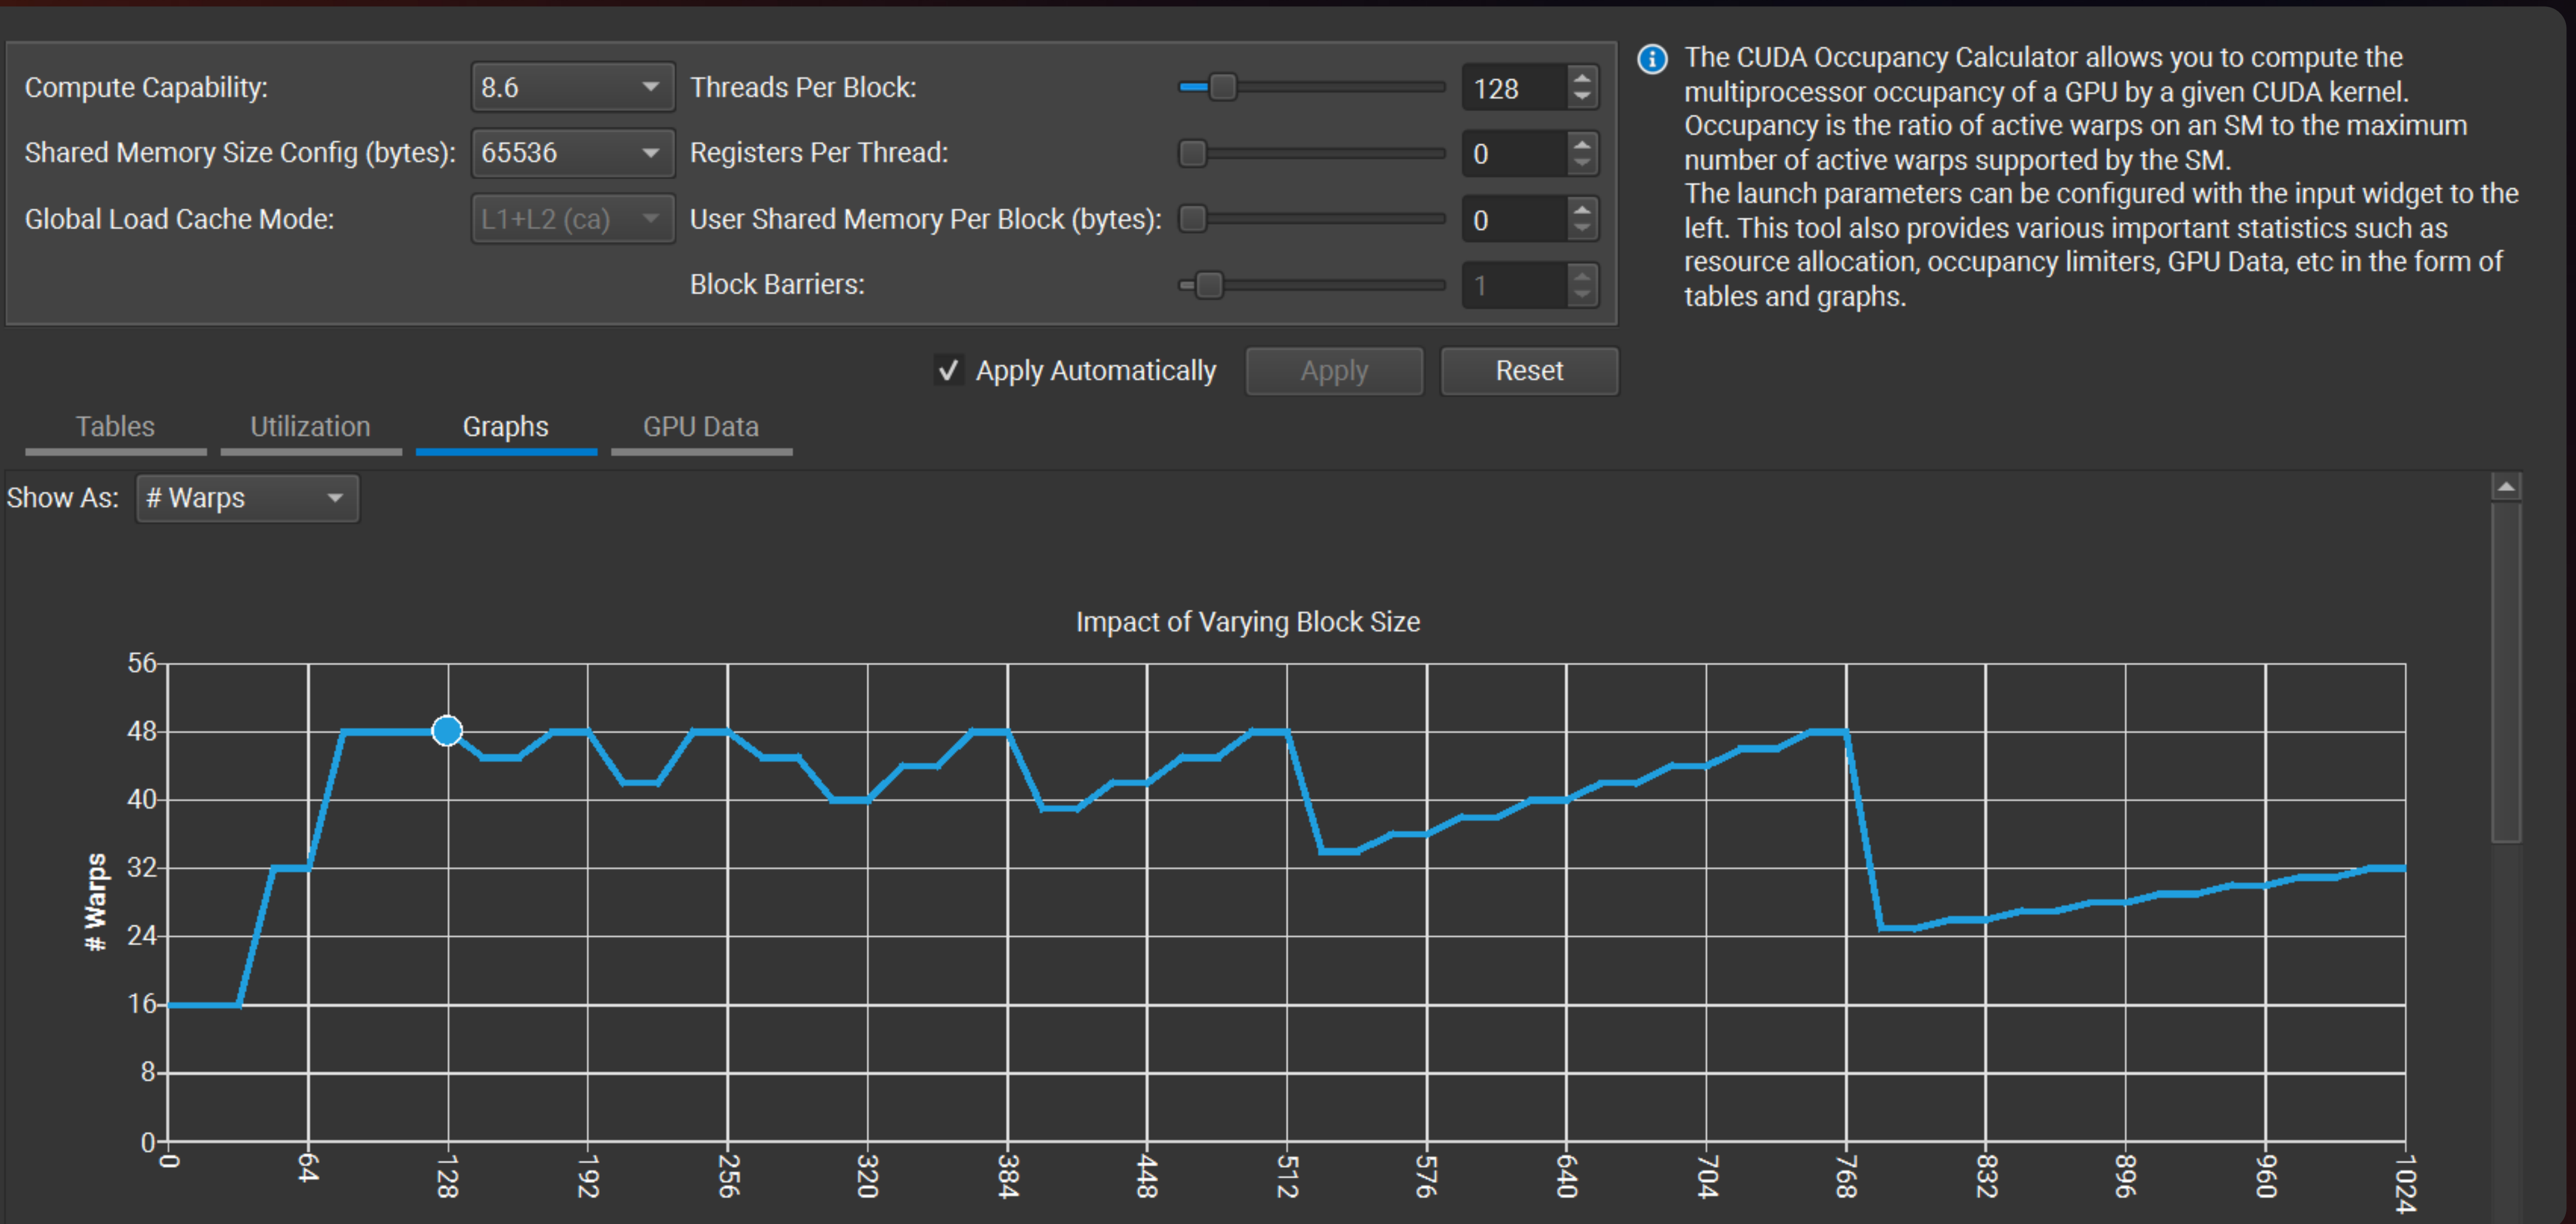 Compute Capability: 8.6 Threads Per Block: 128
Shared Memory Size Config (bytes): 65536 Registers Per Thread: 0
Global Load Cache Mode: L1+L2 (ca) User Shared Memory Per Block (bytes): 0
Block Barriers: 1
The CUDA Occupancy Calculator allows you to compute the
multiprocessor occupancy of a GPU by a given CUDA kernel.
Occupancy is the ratio of active warps on an SM to the maximum
number of active warps supported by the SM.
The launch parameters can be configured with the input widget to the
left. This tool also provides various important statistics such as
resource allocation, occupancy limiters, GPU Data, etc in the form of
tables and graphs.
Apply Automatically Apply Reset
Tables Utilization Graphs GPU Data
Show As: # Warps
Impact of Varying Block Size
# Warps
56
48
40
32
24
16
8
0
0 64 128 192 256 320 384 448 512 576 640 704 768 832 896 960 1024